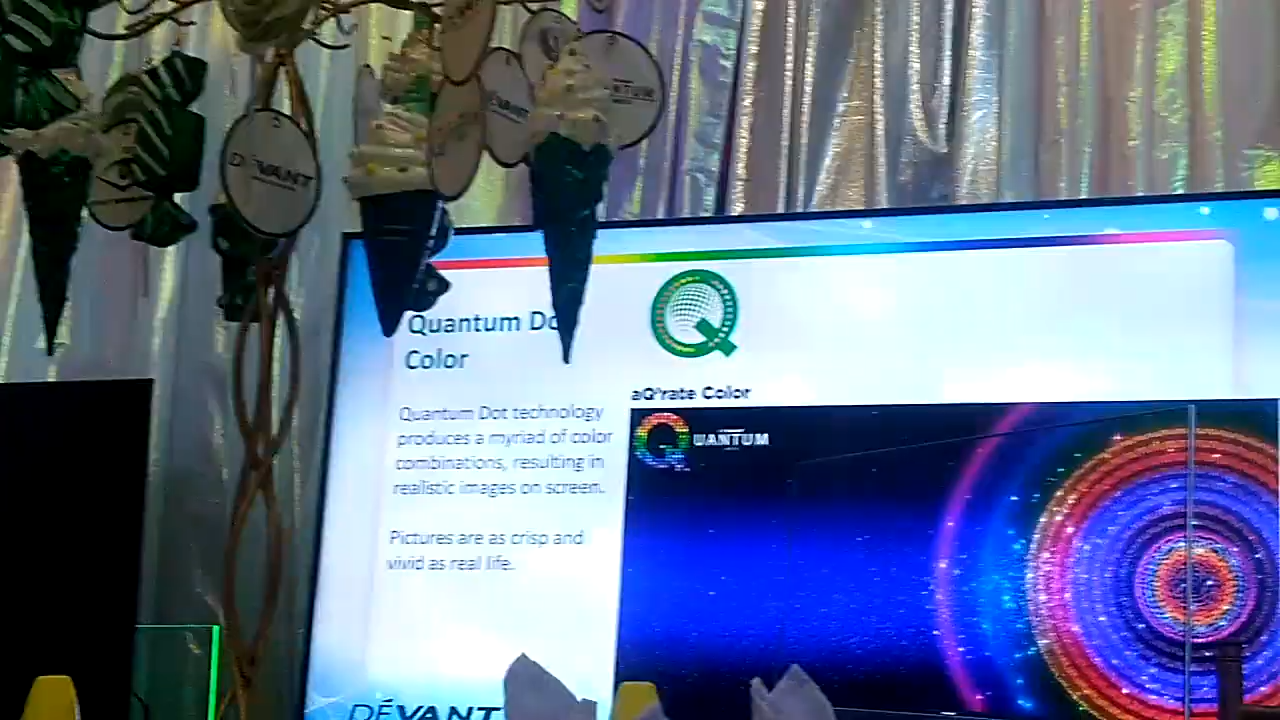 DÉVANT
Quantum
Color
aQ'rate Color
QUANTUM
Quantum Dot technology
produces a myriad of color
combinations, resulting in
realistic images on screen.
Pictures are as crisp and
vivid as real life.
DÉVANT